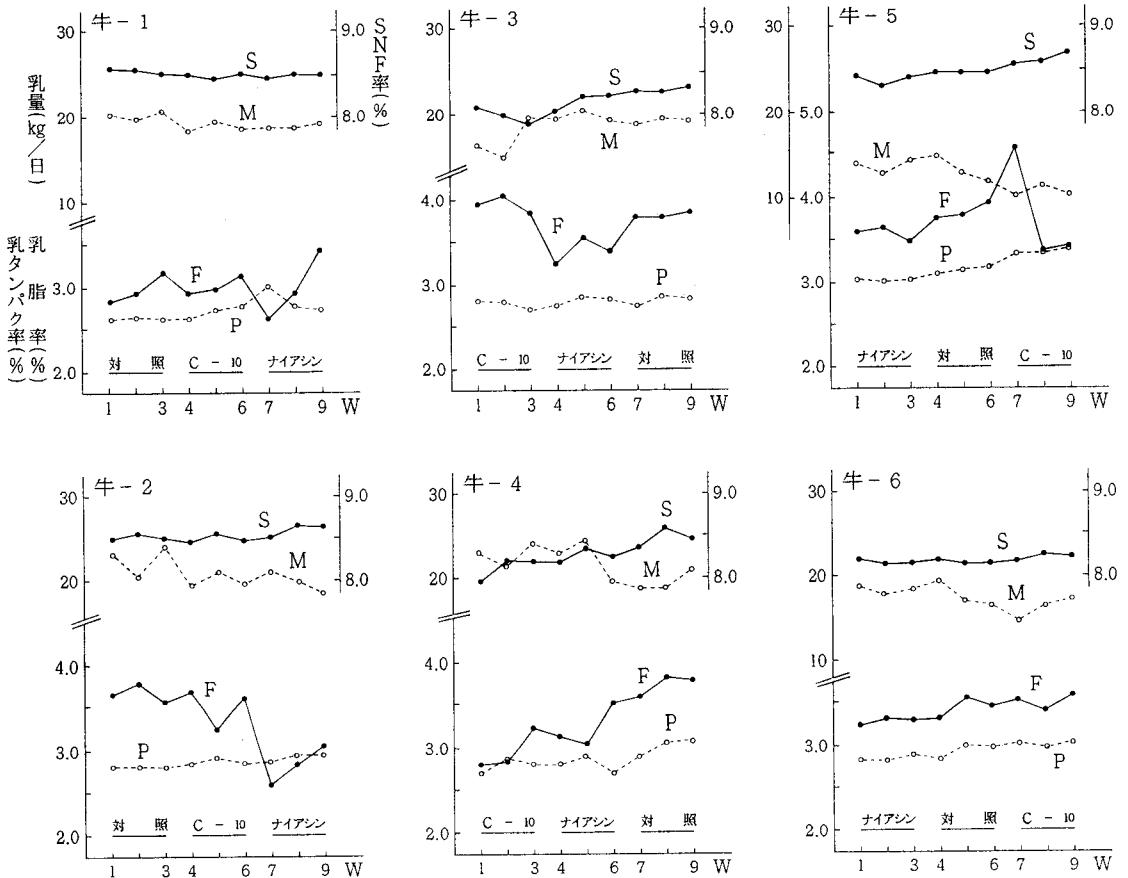 牛-1
30
20
10
3.0
2.0
乳量(kg/日)
乳脂率(%)
乳タンパク率(%)
9.0
8.0
SNF率(%)
S
M
F
P
対照
C-10
ナイアシン
1 3 4 6 7 9 W
牛-3
30
20
4.0
3.0
2.0
9.0
8.0
S
M
F
P
C-10
ナイアシン
対照
1 3 4 6 7 9 W
牛-5
30
20
10
5.0
4.0
3.0
2.0
9.0
8.0
S
M
F
P
ナイアシン
対照
C-10
1 3 4 6 7 9 W
牛-2
30
20
4.0
3.0
2.0
9.0
8.0
S
M
F
P
対照
C-10
ナイアシン
1 3 4 6 7 9 W
牛-4
30
20
4.0
3.0
2.0
9.0
8.0
S
M
F
P
C-10
ナイアシン
対照
1 3 4 6 7 9 W
牛-6
30
20
10
3.0
2.0
9.0
8.0
S
M
F
P
ナイアシン
対照
C-10
1 3 4 6 7 9 W